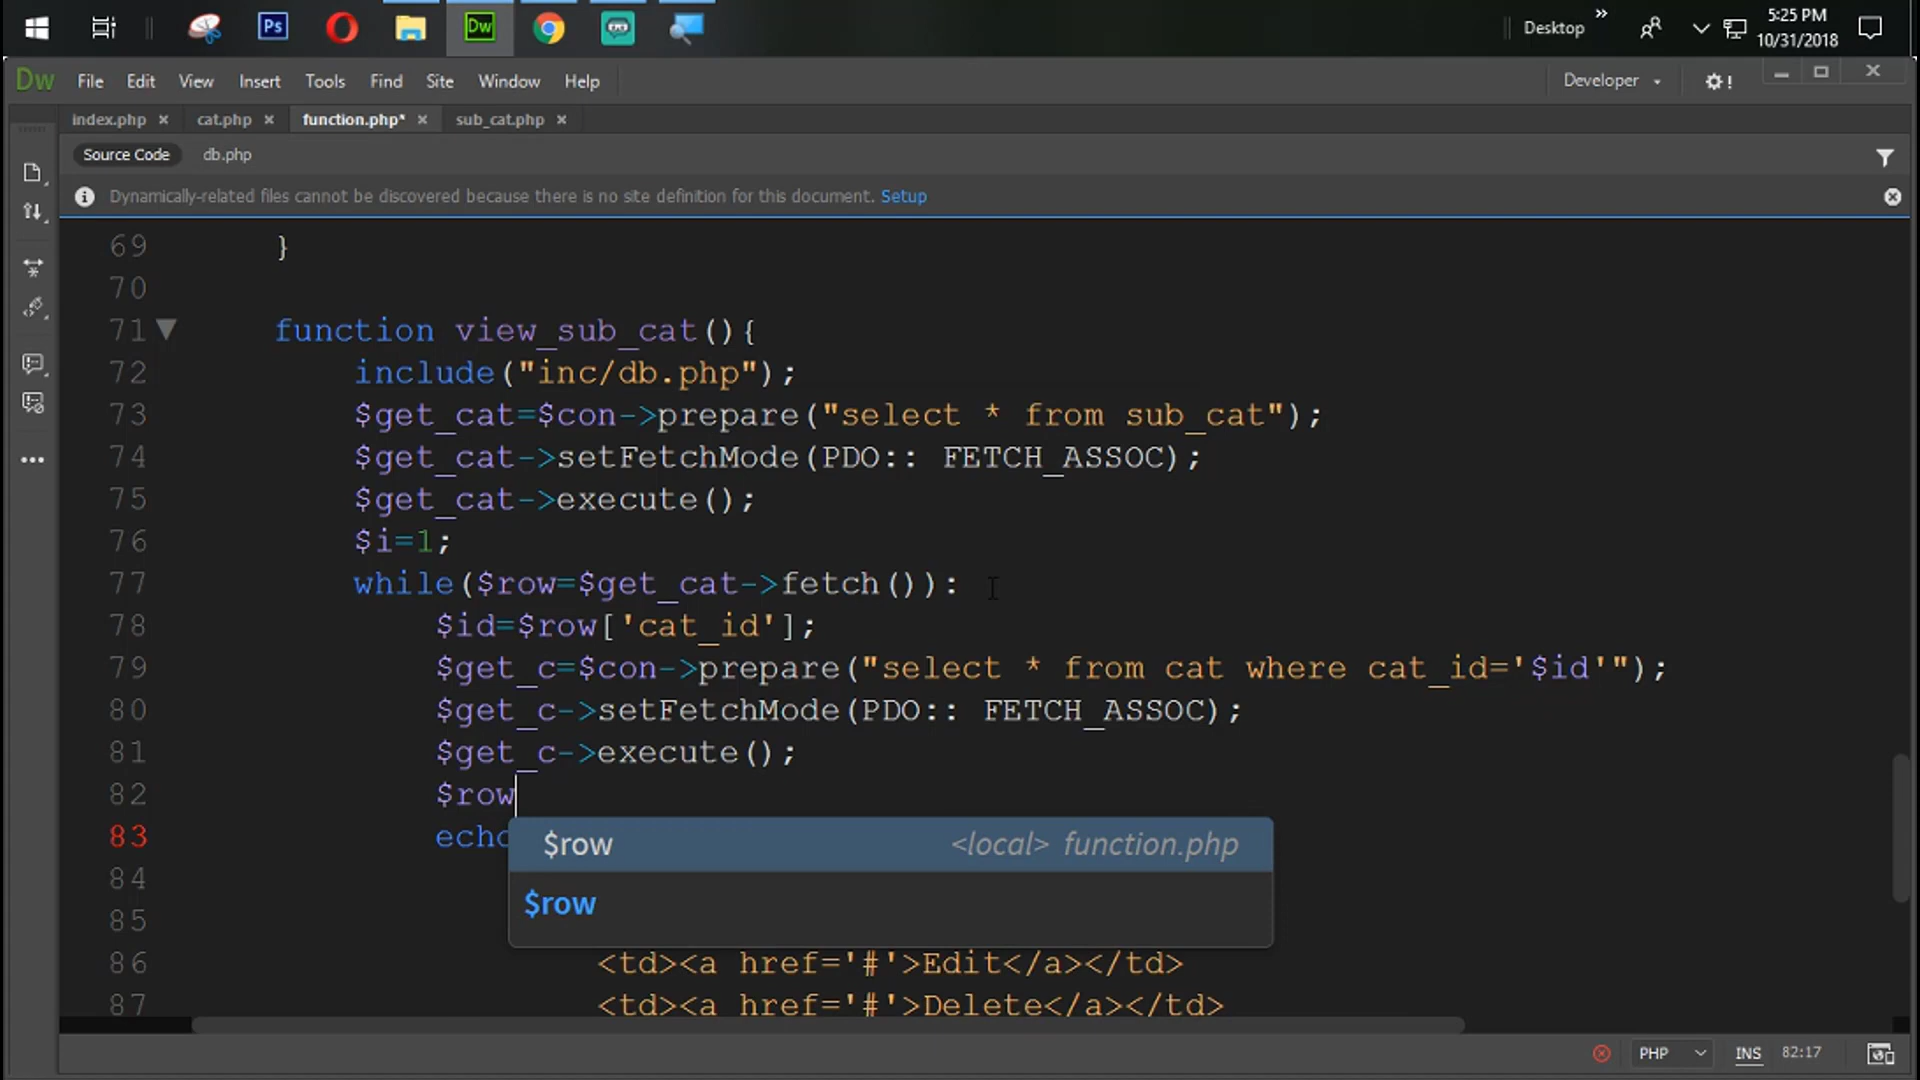 Ps
Dw
Desktop
»
5:25 PM
10/31/2018
Dw File Edit View Insert Tools Find Site Window Help
Developer
!
index.php × cat.php × function.php* × sub_cat.php ×
Source Code db.php
Dynamically-related files cannot be discovered because there is no site definition for this document. Setup
69 }
70
71 function view_sub_cat(){
72 include("inc/db.php");
73 $get_cat=$con->prepare("select * from sub_cat");
74 $get_cat->setFetchMode(PDO:: FETCH_ASSOC);
75 $get_cat->execute();
76 $i=1;
77 while($row=$get_cat->fetch()):
78 $id=$row['cat_id'];
79 $get_c=$con->prepare("select * from cat where cat_id='$id'");
80 $get_c->setFetchMode(PDO:: FETCH_ASSOC);
81 $get_c->execute();
82 $row
83 echo
$row <local> function.php
84
$row
85
86 <td><a href='#'>Edit</a></td>
87 <td><a href='#'>Delete</a></td>
PHP INS 82:17